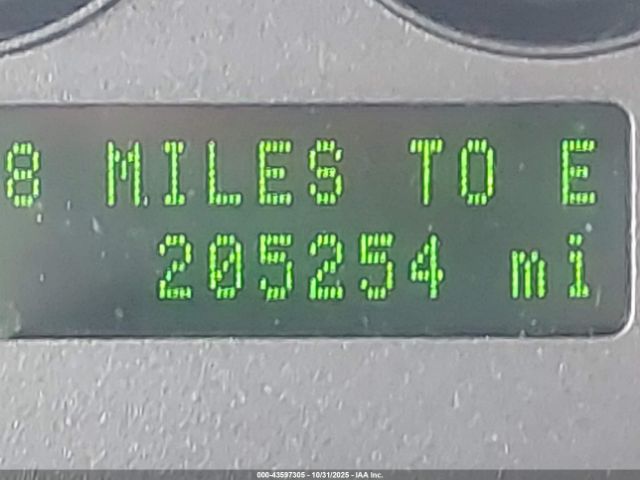 8 MILES TO E
205254 mi
000-43597305 - 10/31/2025 - IAA Inc.